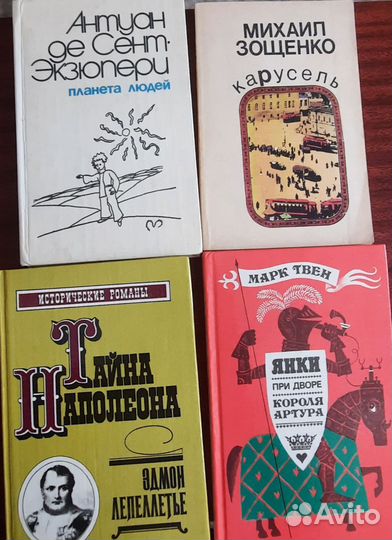 Антуан
де Сент-
Экзюпери
планета людей
МИХАИЛ
ЗОЩЕНКО
карусель
ИСТОРИЧЕСКИЕ РОМАНЫ
ТАЙНА
НАПОЛЕОНА
ЭДМОН
ЛЕПЕЛЛЕТЬЕ
МАРК ТВЕН
ЯНКИ
ПРИ ДВОРЕ
КОРОЛЯ
АРТУРА
Avito